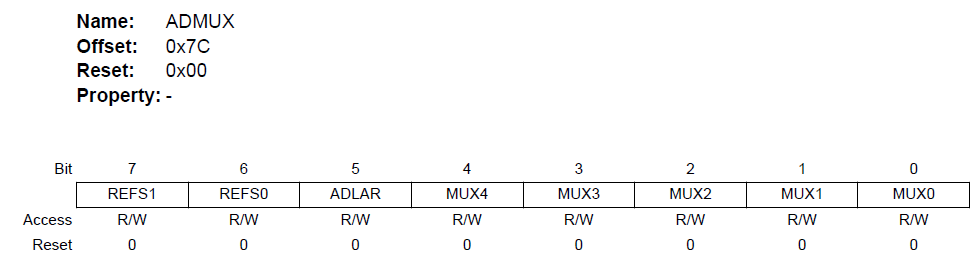 Name: ADMUX
Offset: 0x7C
Reset: 0x00
Property: -
Bit 7 6 5 4 3 2 1 0
REFS1 REFS0 ADLAR MUX4 MUX3 MUX2 MUX1 MUX0
Access R/W R/W R/W R/W R/W R/W R/W R/W
Reset 0 0 0 0 0 0 0 0